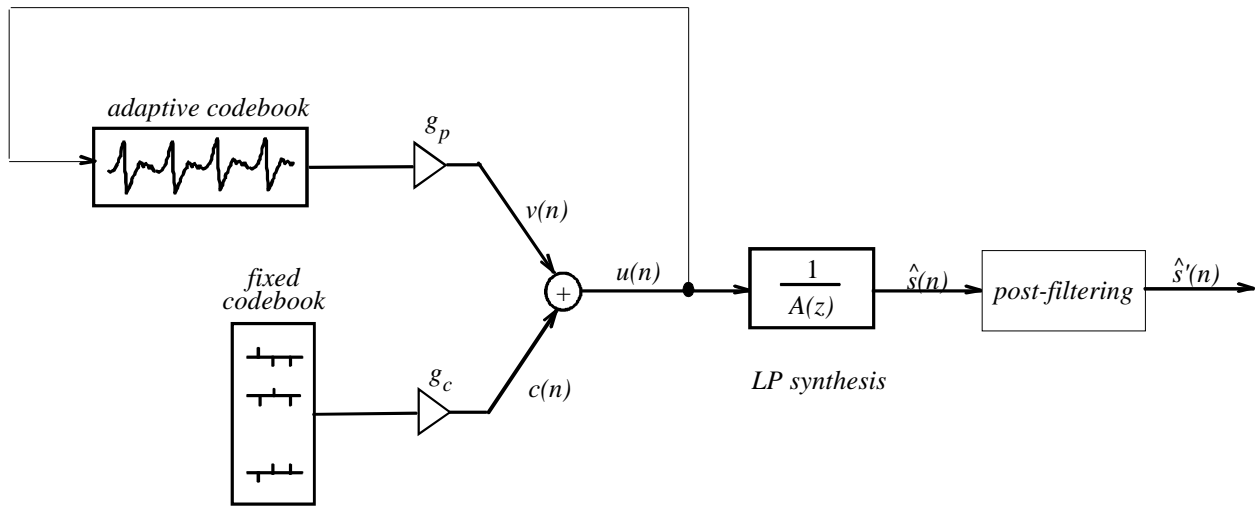 adaptive codebook
g_p
v(n)
fixed
codebook
+
u(n)
1
A(z)
ŝ(n)
post-filtering
ŝ'(n)
LP synthesis
g_c
c(n)